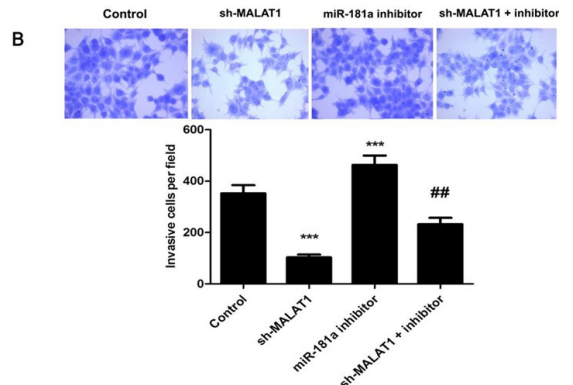 Control sh-MALAT1 miR-181a inhibitor sh-MALAT1 + inhibitor
B
600
400
200
0
Invasive cells per field
***
***
##
Control
sh-MALAT1
miR-181a inhibitor
sh-MALAT1 + inhibitor